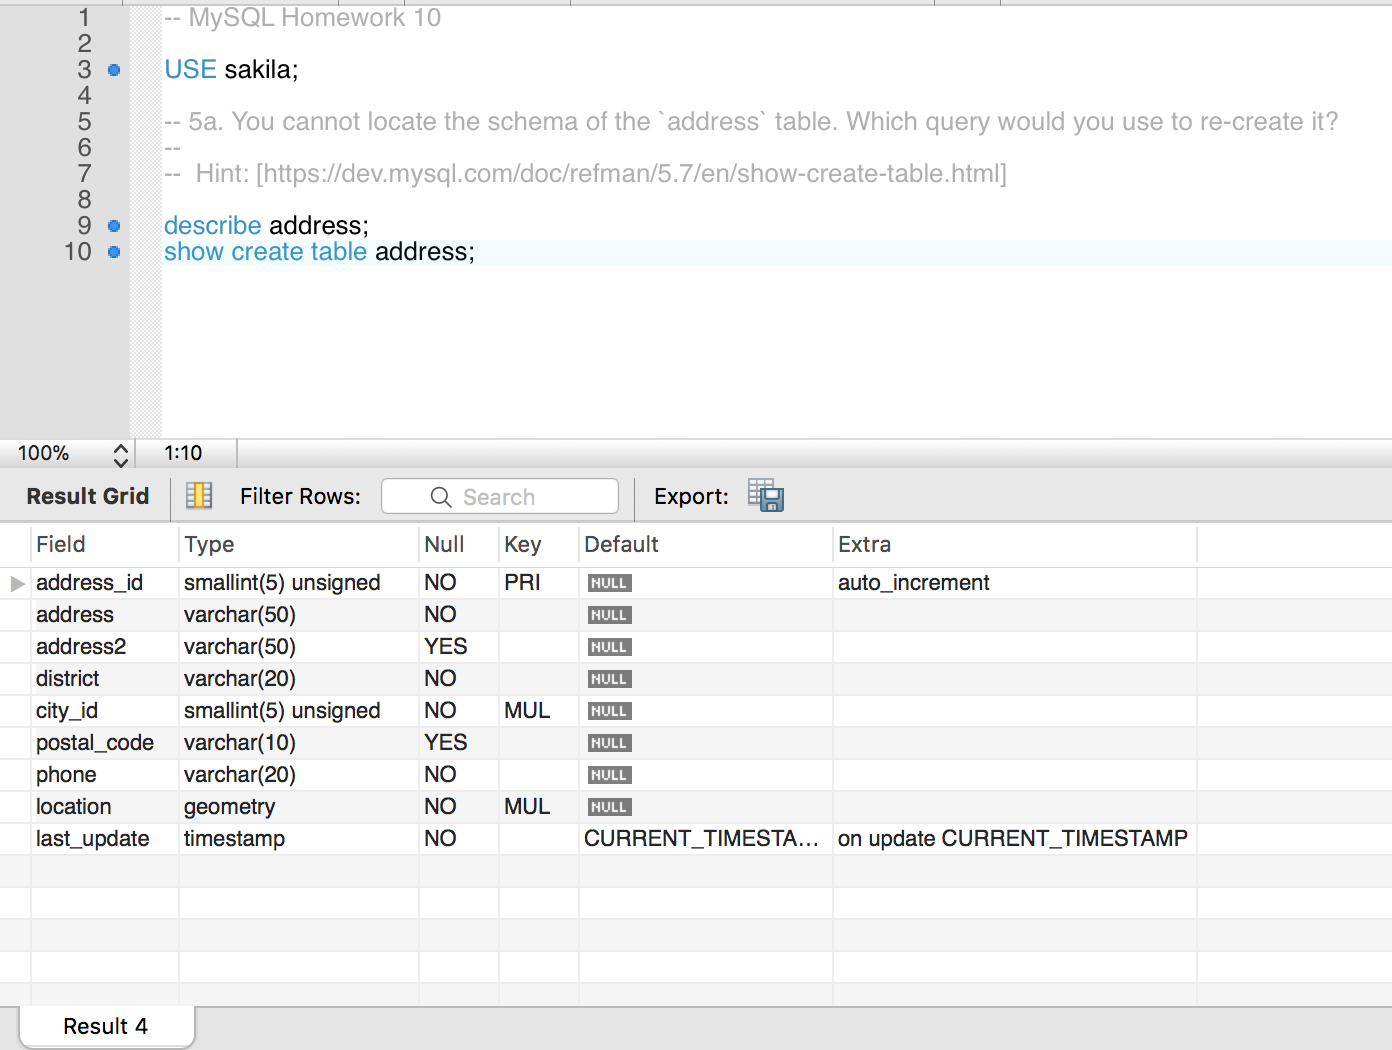 1 -- MySQL Homework 10
2
3 USE sakila;
4
5 -- 5a. You cannot locate the schema of the `address` table. Which query would you use to re-create it?
6 --
7 --  Hint: [https://dev.mysql.com/doc/refman/5.7/en/show-create-table.html]
8
9 describe address;
10 show create table address;
100% 1:10
Result Grid Filter Rows: Search Export:
Field Type Null Key Default Extra
address_id smallint(5) unsigned NO PRI NULL auto_increment
address varchar(50) NO NULL
address2 varchar(50) YES NULL
district varchar(20) NO NULL
city_id smallint(5) unsigned NO MUL NULL
postal_code varchar(10) YES NULL
phone varchar(20) NO NULL
location geometry NO MUL NULL
last_update timestamp NO CURRENT_TIMESTA... on update CURRENT_TIMESTAMP
Result 4